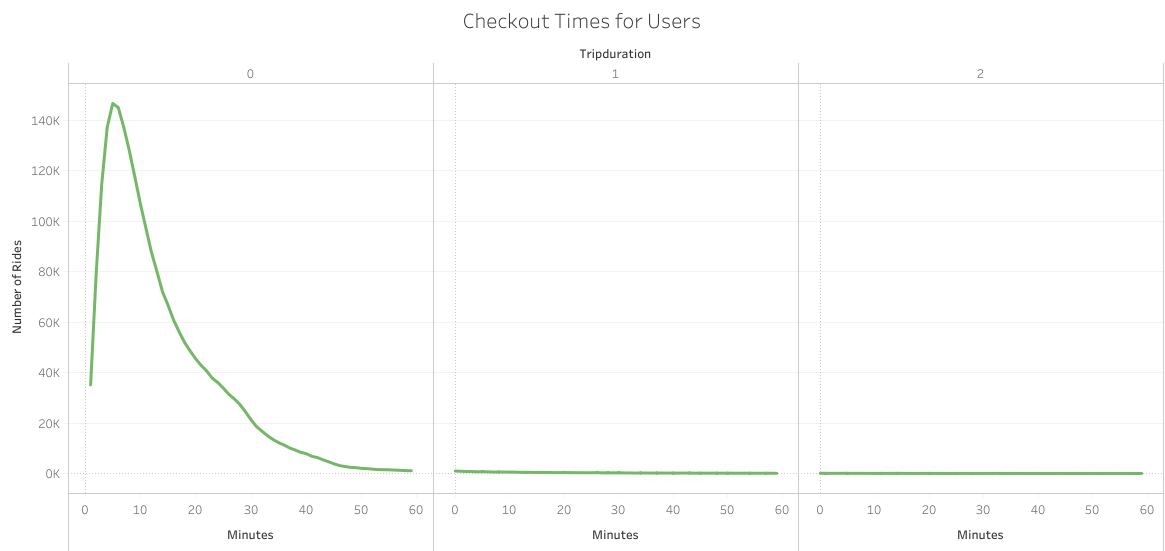 Checkout Times for Users
Tripduration
0 1 2
Number of Rides
140K
120K
100K
80K
60K
40K
20K
0K
0 10 20 30 40 50 60 0 10 20 30 40 50 60 0 10 20 30 40 50 60
Minutes Minutes Minutes